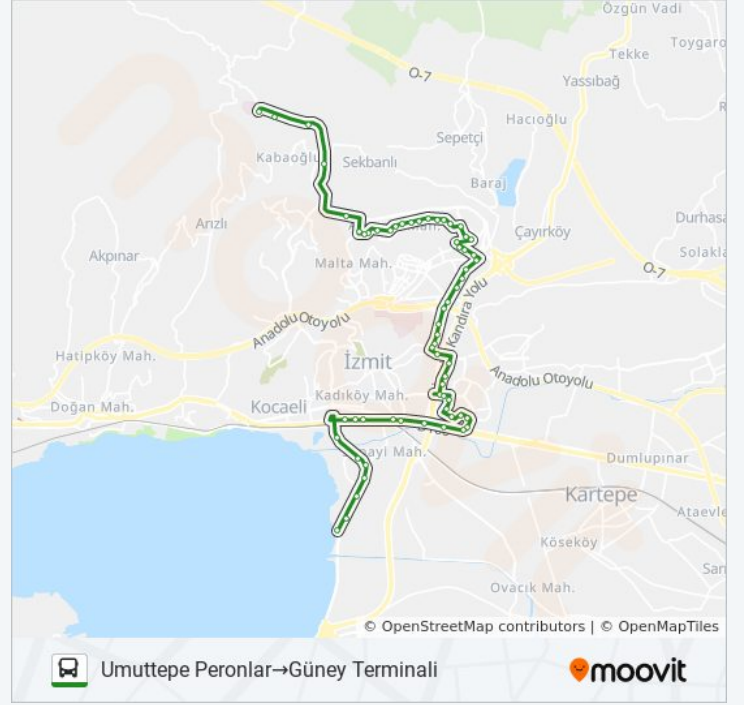 Özgün Vadi
Tekke
Toygaro
O-7
Yassıbağ
Hacıoğlu
Sepetçi
Kabaoğlu
Sekbanlı
Baraj
Arızlı
Durhasa
Çayırköy
Akpınar
Solakla
Malta Mah.
O-7
Kandıra Yolu
Anadolu Otoyolu
Hatipköy Mah.
İzmit
Anadolu Otoyolu
Kadıköy Mah.
Doğan Mah.
Kocaeli
Dumlupınar
Kartepe
Ataevle
Köseköy
Ovacık Mah.
© OpenStreetMap contributors | © OpenMapTiles
Umuttepe Peronlar→Güney Terminali
moovit